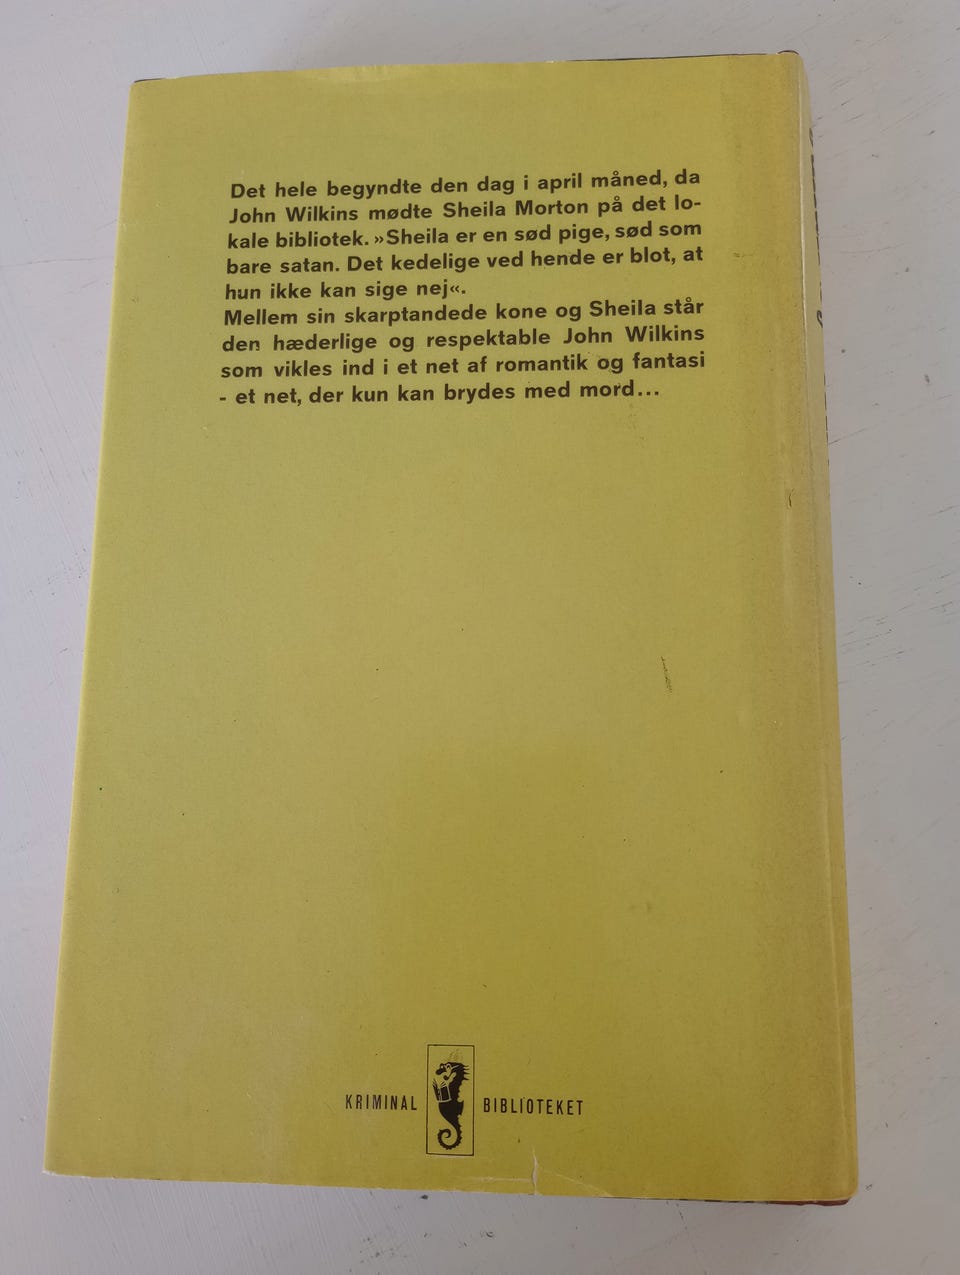 Det hele begyndte den dag i april måned, da
John Wilkins mødte Sheila Morton på det lo-
kale bibliotek. »Sheila er en sød pige, sød som
bare satan. Det kedelige ved hende er blot, at
hun ikke kan sige nej«.
Mellem sin skarptandede kone og Sheila står
den hæderlige og respektable John Wilkins
som vikles ind i et net af romantik og fantasi
- et net, der kun kan brydes med mord...
KRIMINAL BIBLIOTEKET